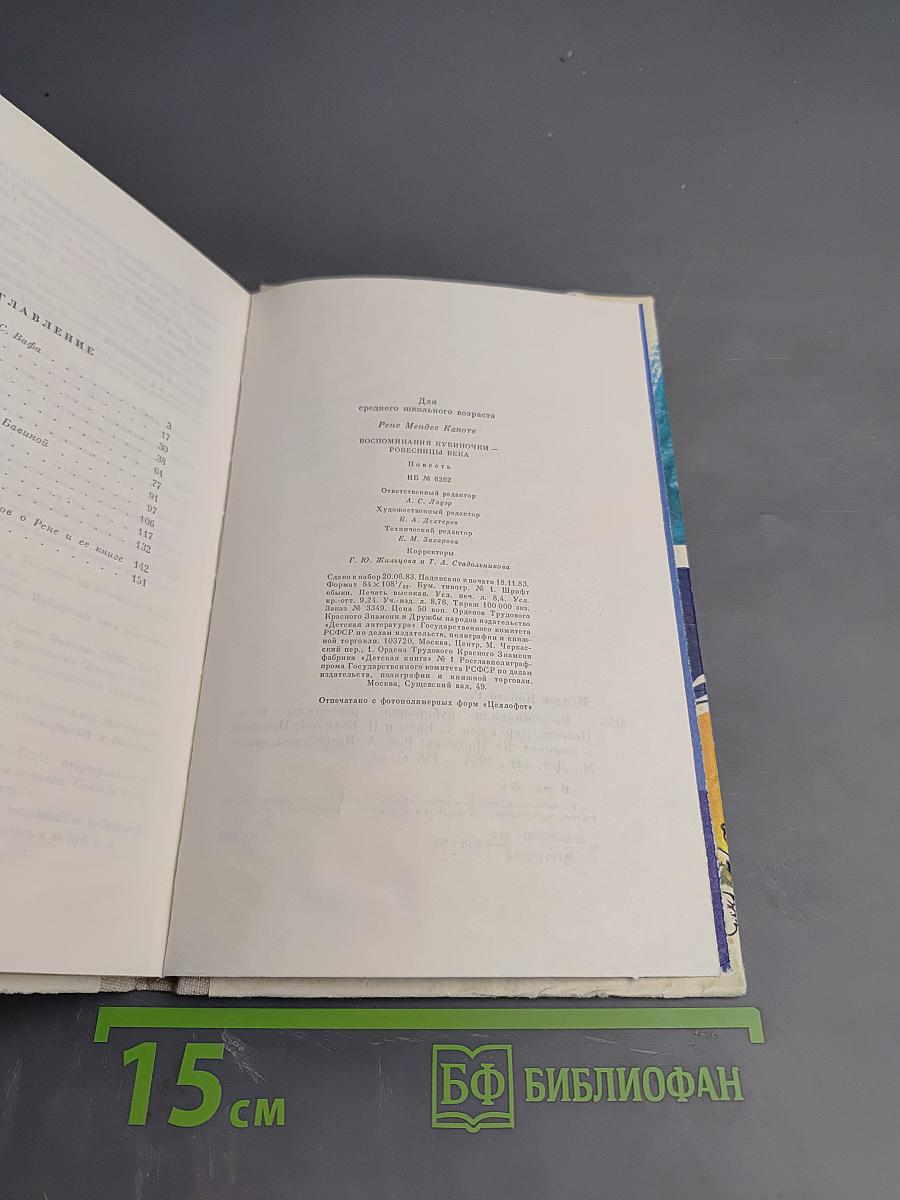 ГЛАВЛЕНИЕ
С. Вафа
3
17
30
38
Бавиной
61
77
91
97
106
117
132
ов о Рене и ее книге 142
151
Для
среднего школьного возраста
Рене Мендес Капоте
ВОСПОМИНАНИЯ КУБИНОЧКИ —
РОВЕСНИЦЫ ВЕКА
Повесть
ИБ № 6262
Ответственный редактор
А. С. Лауэр
Художественный редактор
Б. А. Дехтерев
Технический редактор
Е. М. Захарова
Корректоры
Г. Ю. Жильцова и Т. А. Стадольникова
Сдано в набор 20.06.83. Подписано к печати 18.11.83.
Формат 84×108¹/₃₂. Бум. типогр. № 1. Шрифт
обыкн. Печать высокая. Усл. печ. л. 8,4. Усл.
кр.-отт. 9,24. Уч.-изд. л. 8,76. Тираж 100 000 экз.
Заказ № 3349. Цена 50 коп. Орденов Трудового
Красного Знамени и Дружбы народов издательство
«Детская литература» Государственного комитета
РСФСР по делам издательств, полиграфии и книж-
ной торговли. 103720, Москва, Центр, М. Черкас-
ский пер., 1. Ордена Трудового Красного Знамени
фабрика «Детская книга» № 1 Росглавполиграф-
прома Государственного комитета РСФСР по делам
издательств, полиграфии и книжной торговли.
Москва, Сущевский вал, 49.
Отпечатано с фотополимерных форм «Целлофот»
15 см
БФ БИБЛИОФАН